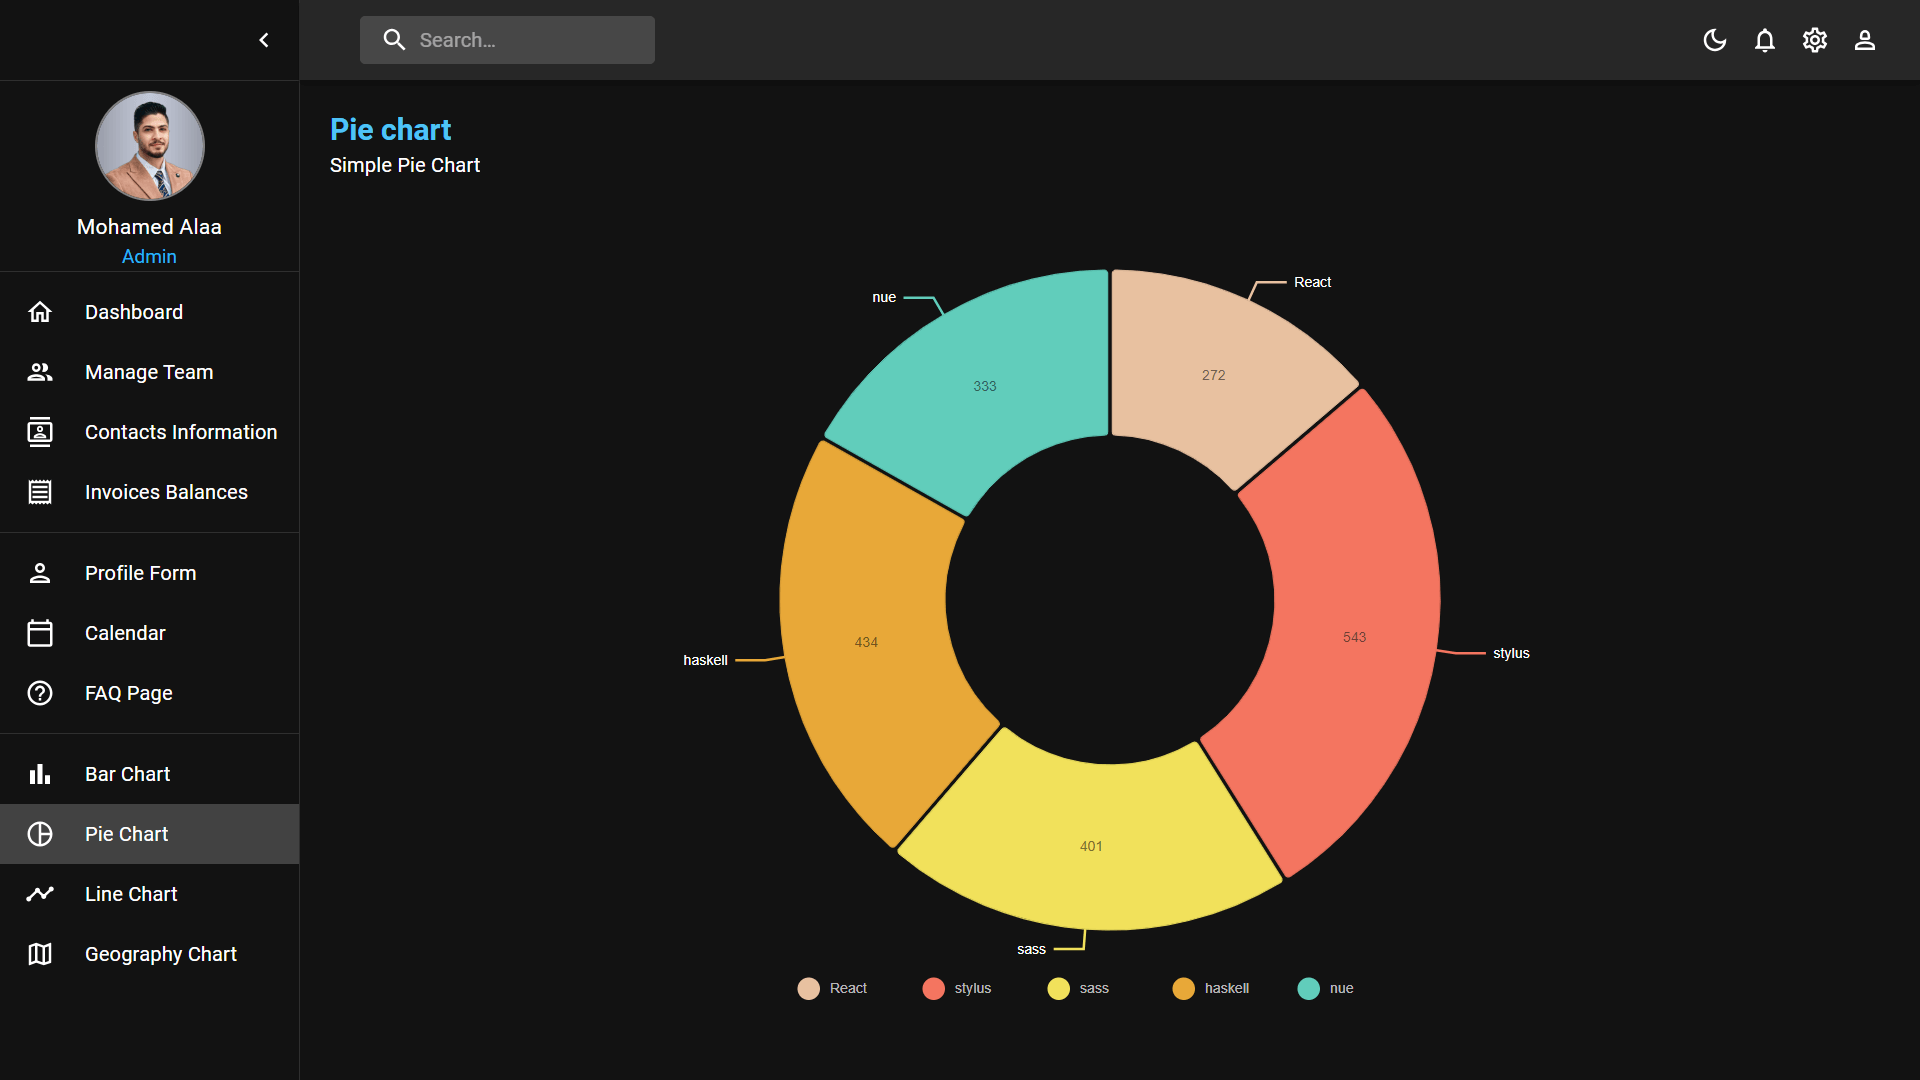 Search…
Mohamed Alaa
Admin
Dashboard
Manage Team
Contacts Information
Invoices Balances
Profile Form
Calendar
FAQ Page
Bar Chart
Pie Chart
Line Chart
Geography Chart
Pie chart
Simple Pie Chart
React
nue
272
333
543
434
stylus
haskell
401
sass
React
stylus
sass
haskell
nue